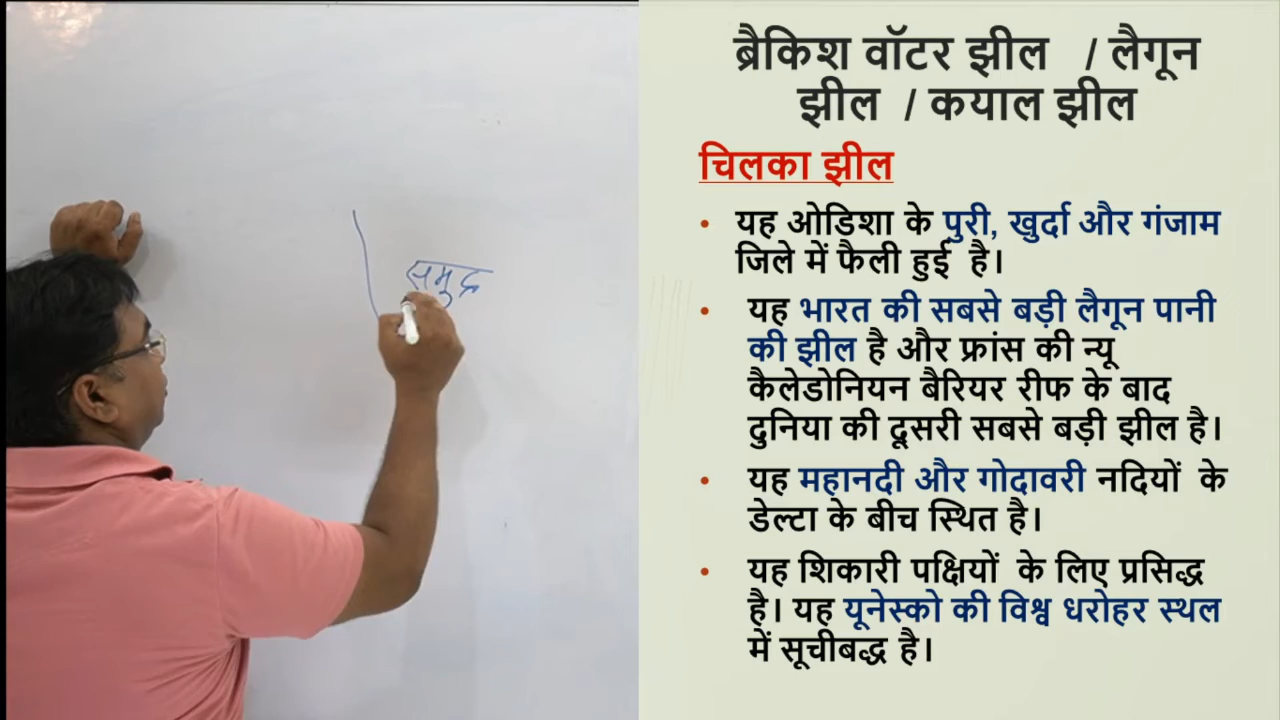 समुद्र
ब्रैकिश वॉटर झील / लैगून
झील / कयाल झील
चिलका झील
• यह ओडिशा के पुरी, खुर्दा और गंजाम
जिले में फैली हुई है।
• यह भारत की सबसे बड़ी लैगून पानी
की झील है और फ्रांस की न्यू
कैलेडोनियन बैरियर रीफ के बाद
दुनिया की दूसरी सबसे बड़ी झील है।
• यह महानदी और गोदावरी नदियों के
डेल्टा के बीच स्थित है।
• यह शिकारी पक्षियों के लिए प्रसिद्ध
है। यह यूनेस्को की विश्व धरोहर स्थल
में सूचीबद्ध है।